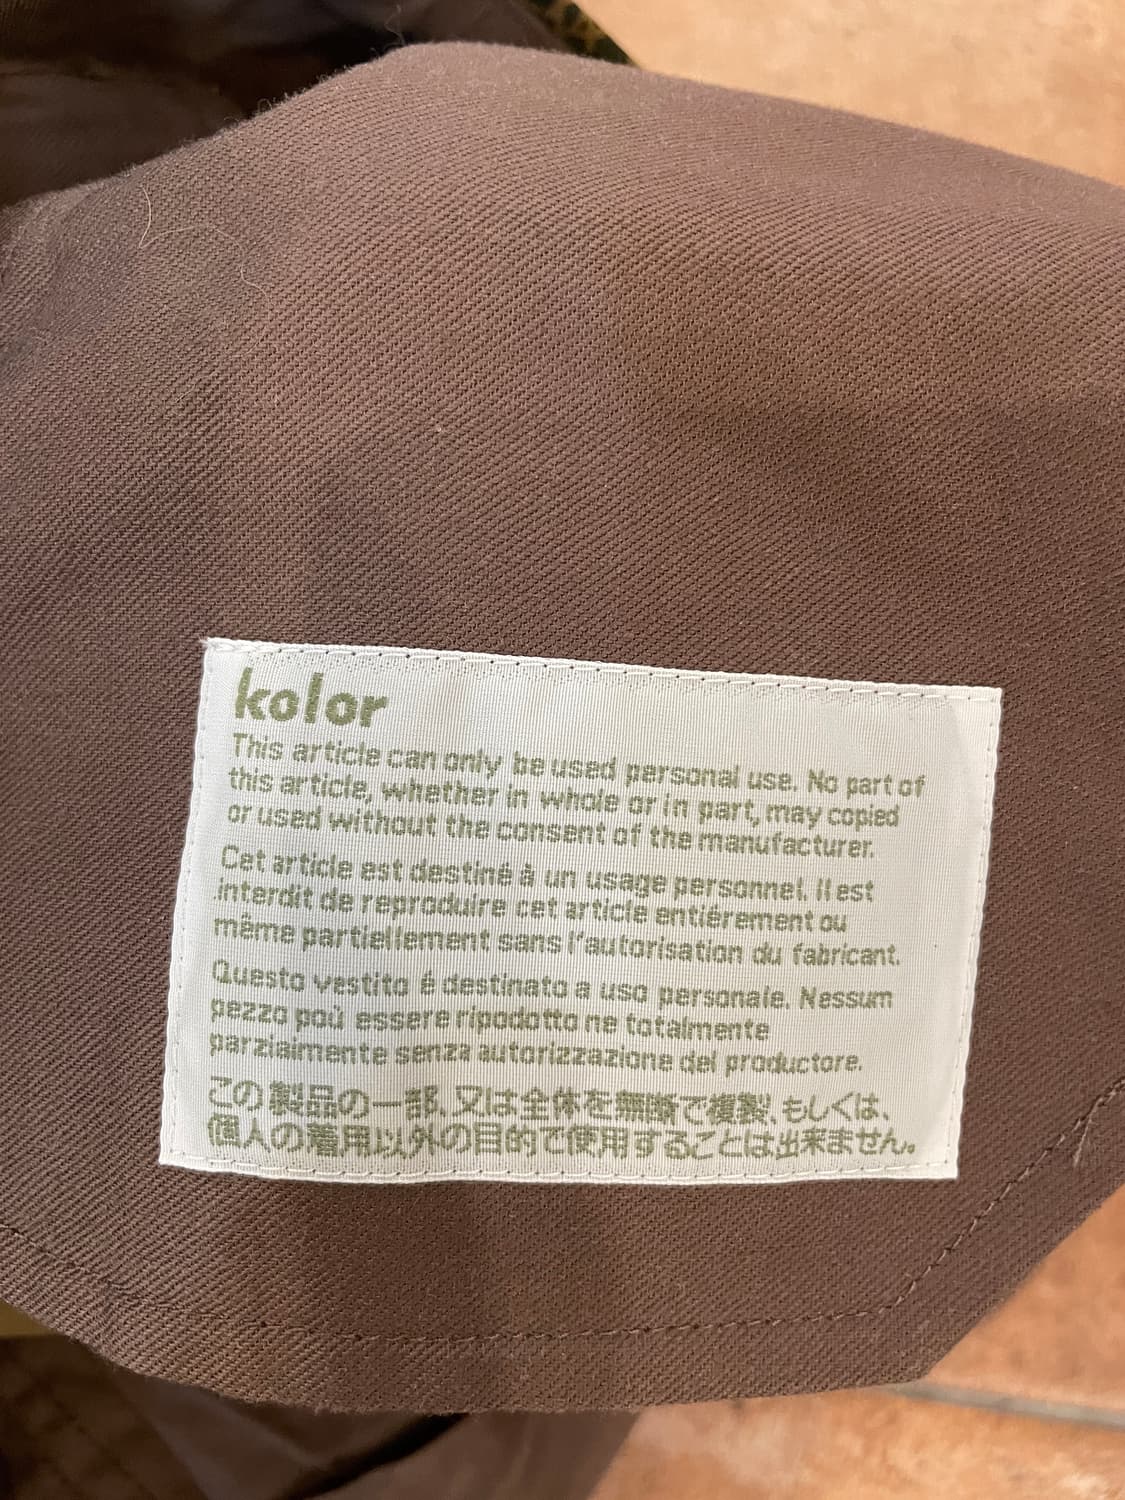 kolor
This article can only be used personal use. No part of
this article, whether in whole or in part, may copied
or used without the consent of the manufacturer.
Cet article est destiné à un usage personnel. Il est
interdit de reproduire cet article entiérement ou
même partiellement sans l'autorisation du fabricant.
Questo vestito é destinato a uso personale. Nessum
pezzo poù essere ripodotto ne totalmente
parzialmente senza autorizzazione del productore.
この製品の一部、又は全体を無断で複製、もしくは、
個人の着用以外の目的で使用することは出来ません。